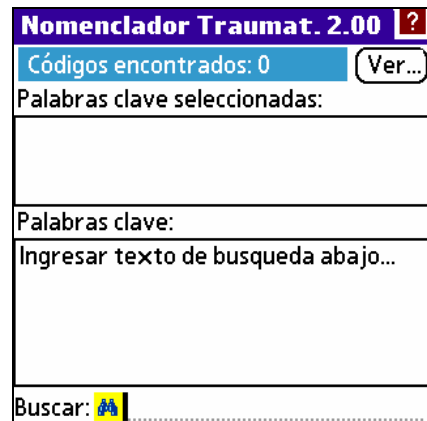 Nomenclador Traumat. 2.00 ?
Códigos encontrados: 0 Ver...
Palabras clave seleccionadas:
Palabras clave:
Ingresar texto de busqueda abajo...
Buscar: